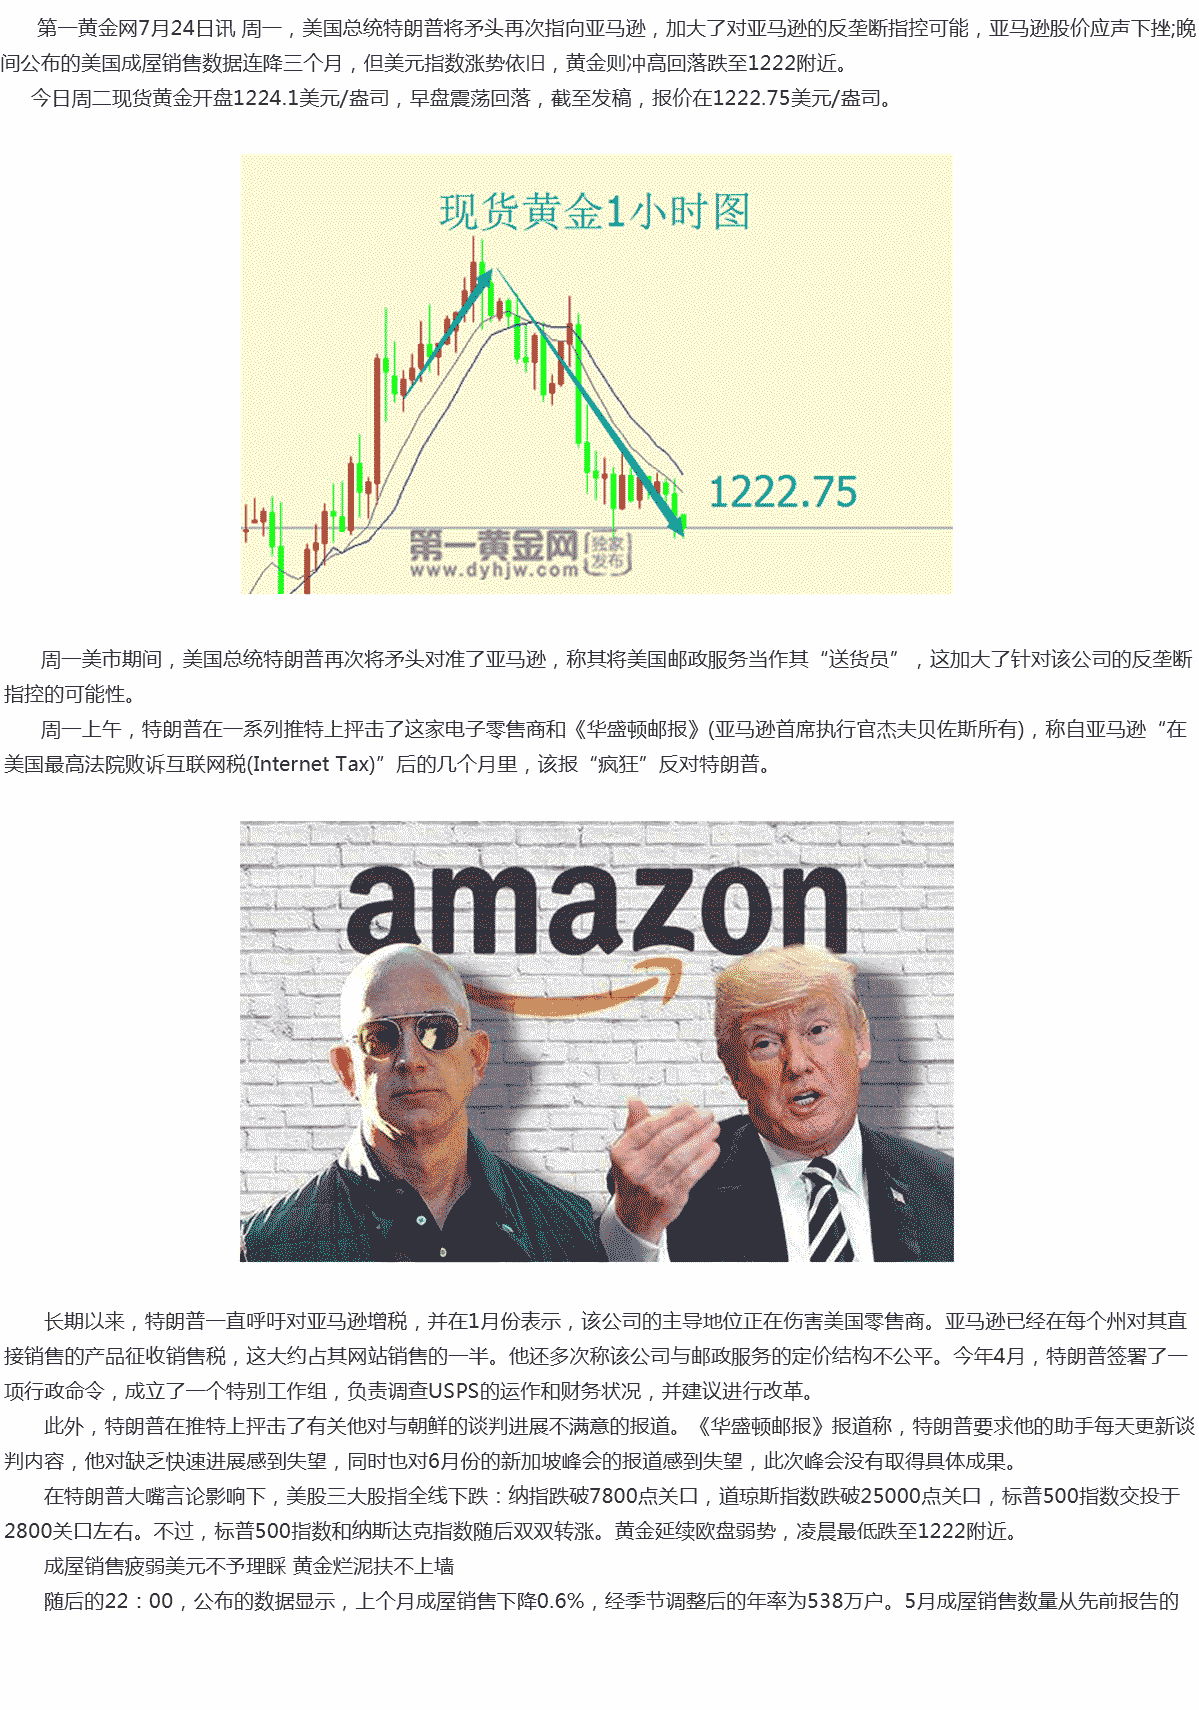 第一黄金网7月24日讯 周一，美国总统特朗普将矛头再次指向亚马逊，加大了对亚马逊的反垄断指控可能，亚马逊股价应声下挫;晚
间公布的美国成屋销售数据连降三个月，但美元指数涨势依旧，黄金则冲高回落跌至1222附近。
今日周二现货黄金开盘1224.1美元/盎司，早盘震荡回落，截至发稿，报价在1222.75美元/盎司。
现货黄金1小时图
1222.75
第一黄金网 独家
发布
www.dyhjw.com
周一美市期间，美国总统特朗普再次将矛头对准了亚马逊，称其将美国邮政服务当作其“送货员”，这加大了针对该公司的反垄断
指控的可能性。
周一上午，特朗普在一系列推特上抨击了这家电子零售商和《华盛顿邮报》(亚马逊首席执行官杰夫贝佐斯所有)，称自亚马逊“在
美国最高法院败诉互联网税(Internet Tax)”后的几个月里，该报“疯狂”反对特朗普。
amazon
长期以来，特朗普一直呼吁对亚马逊增税，并在1月份表示，该公司的主导地位正在伤害美国零售商。亚马逊已经在每个州对其直
接销售的产品征收销售税，这大约占其网站销售的一半。他还多次称该公司与邮政服务的定价结构不公平。今年4月，特朗普签署了一
项行政命令，成立了一个特别工作组，负责调查USPS的运作和财务状况，并建议进行改革。
此外，特朗普在推特上抨击了有关他对与朝鲜的谈判进展不满意的报道。《华盛顿邮报》报道称，特朗普要求他的助手每天更新谈
判内容，他对缺乏快速进展感到失望，同时也对6月份的新加坡峰会的报道感到失望，此次峰会没有取得具体成果。
在特朗普大嘴言论影响下，美股三大股指全线下跌：纳指跌破7800点关口，道琼斯指数跌破25000点关口，标普500指数交投于
2800关口左右。不过，标普500指数和纳斯达克指数随后双双转涨。黄金延续欧盘弱势，凌晨最低跌至1222附近。
成屋销售疲弱美元不予理睬 黄金烂泥扶不上墙
随后的22：00，公布的数据显示，上个月成屋销售下降0.6%，经季节调整后的年率为538万户。5月成屋销售数量从先前报告的